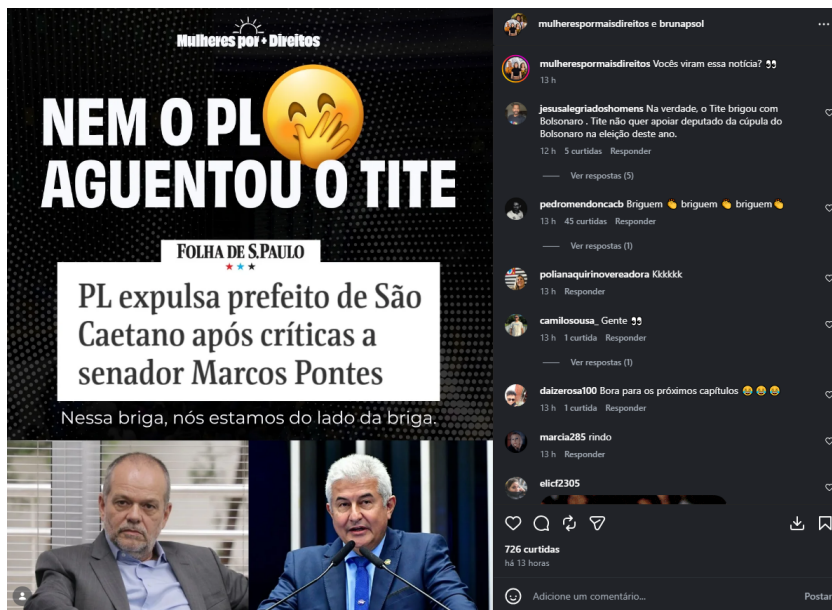 Mulheres por + Direitos
NEM O PL
AGUENTOU O TITE
FOLHA DE S.PAULO
PL expulsa prefeito de São
Caetano após críticas a
senador Marcos Pontes
Nessa briga, nós estamos do lado da briga.
mulherespormaisdireitos e brunapsol
mulherespormaisdireitos Vocês viram essa notícia? 👀
13 h
jesusalegriadoshomens Na verdade, o Tite brigou com
Bolsonaro . Tite não quer apoiar deputado da cúpula do
Bolsonaro na eleição deste ano.
12 h 5 curtidas Responder
Ver respostas (5)
pedromendoncacb Briguem 👏 briguem 👏 briguem👏
13 h 45 curtidas Responder
Ver respostas (1)
polianaquirinovereadora Kkkkkk
13 h Responder
camilosousa_ Gente 👀
13 h 1 curtida Responder
Ver respostas (1)
daizerosa100 Bora para os próximos capítulos 😂 😂 😂
13 h 1 curtida Responder
marcia285 rindo
13 h Responder
elicf2305
726 curtidas
há 13 horas
Adicione um comentário...
Postar